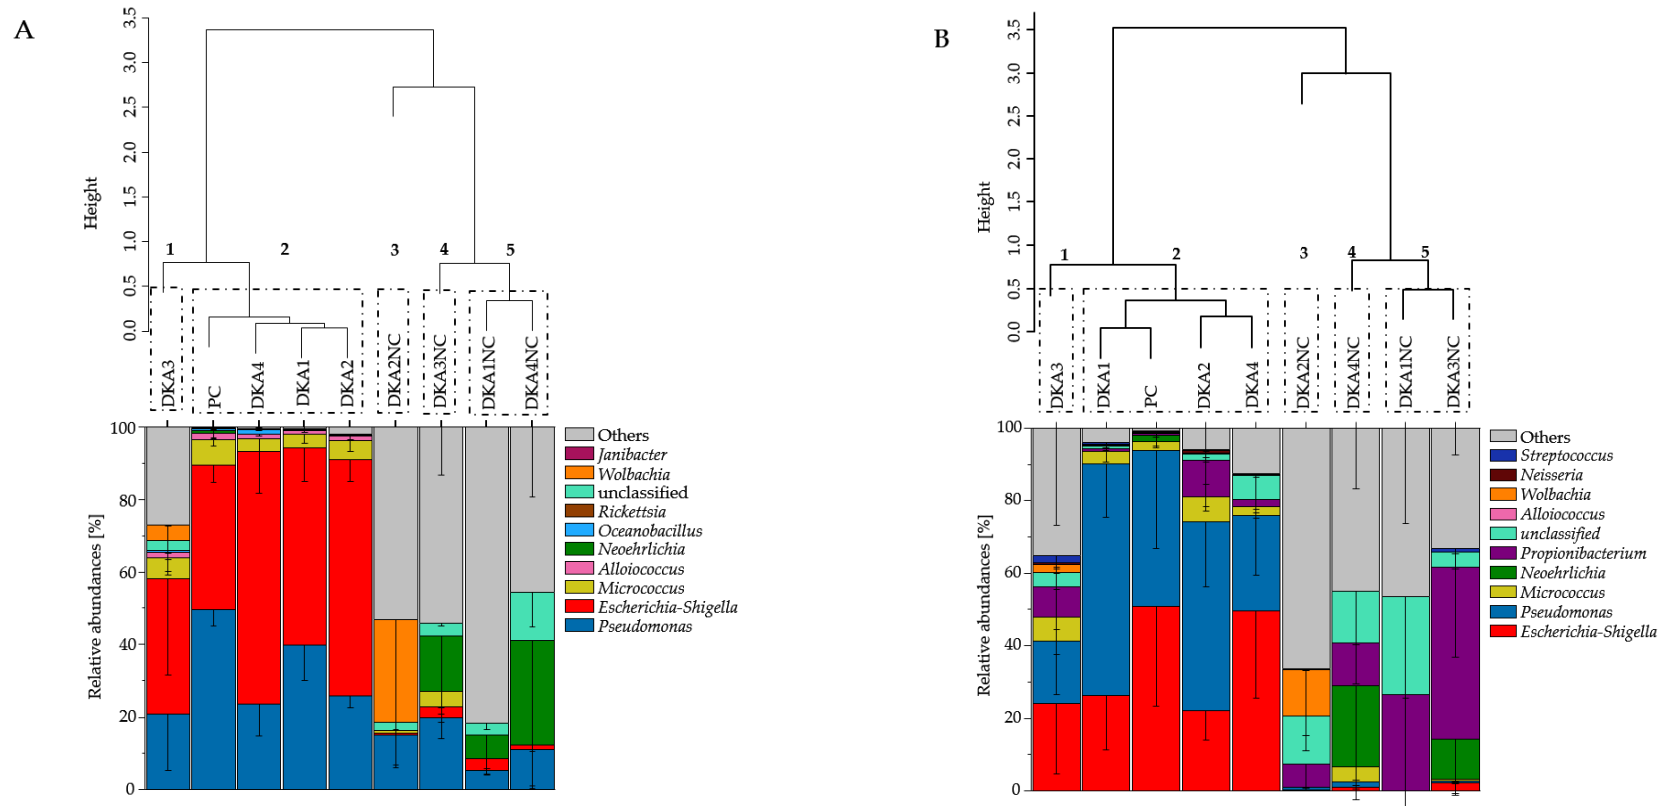 A
Height
3.5
3.0
2.5
2.0
1.5
1.0
0.5
0.0
1
2
3
4
5
DKA3
PC
DKA4
DKA1
DKA2
DKA2NC
DKA3NC
DKA1NC
DKA4NC
Relative abundances [%]
100
80
60
40
20
0
Others
Janibacter
Wolbachia
unclassified
Rickettsia
Oceanobacillus
Neoehrlichia
Alloiococcus
Micrococcus
Escherichia-Shigella
Pseudomonas
B
Height
3.5
3.0
2.5
2.0
1.5
1.0
0.5
0.0
1
2
3
4
5
DKA3
DKA1
PC
DKA2
DKA4
DKA2NC
DKA4NC
DKA1NC
DKA3NC
Relative abundances [%]
100
80
60
40
20
0
Others
Streptococcus
Neisseria
Wolbachia
Alloiococcus
unclassified
Propionibacterium
Neoehrlichia
Micrococcus
Pseudomonas
Escherichia-Shigella